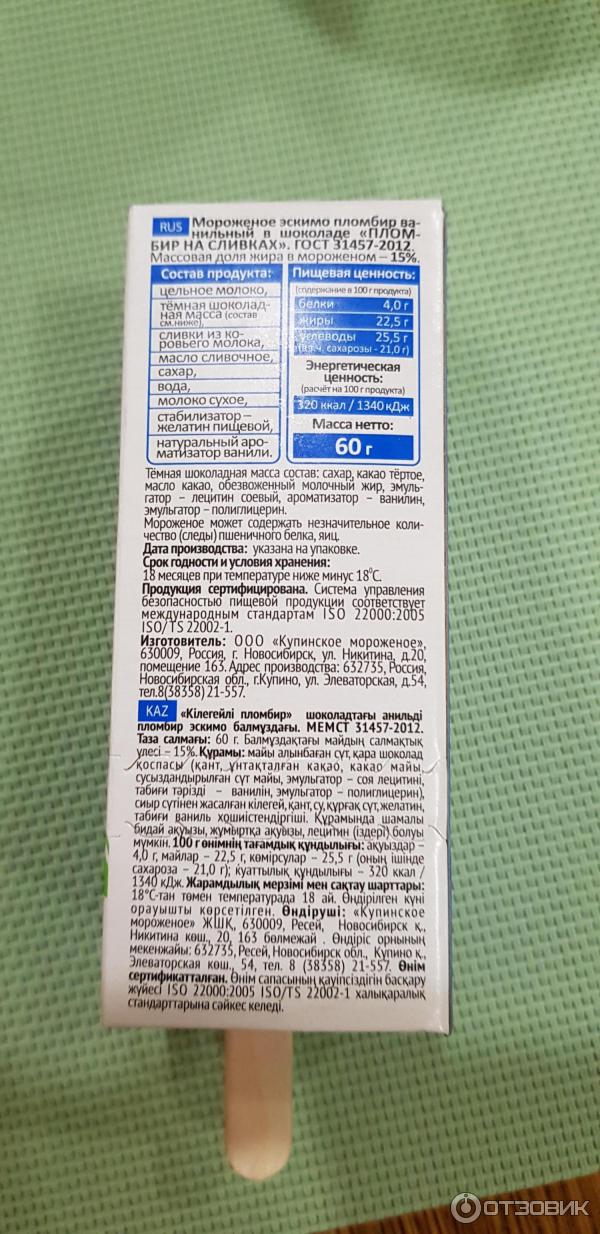 RUS Мороженое эскимо пломбир ва-
нильный в шоколаде «ПЛОМ-
БИР НА СЛИВКАХ». ГОСТ 31457-2012.
Массовая доля жира в мороженом – 15%.
Состав продукта:
цельное молоко,
тёмная шоколад-
ная масса (состав
см.ниже),
сливки из ко-
ровьего молока,
масло сливочное,
сахар,
вода,
молоко сухое,
стабилизатор –
желатин пищевой,
натуральный аро-
матизатор ванили.
Пищевая ценность:
(содержание в 100 г продукта)
белки 4,0 г
жиры 22,5 г
углеводы 25,5 г
(в т.ч. сахарозы - 21,0 г)
Энергетическая
ценность:
(расчёт на 100 г продукта)
320 ккал / 1340 кДж
Масса нетто:
60 г
Тёмная шоколадная масса состав: сахар, какао тёртое,
масло какао, обезвоженный молочный жир, эмуль-
гатор – лецитин соевый, ароматизатор – ванилин,
эмульгатор – полиглицерин.
Мороженое может содержать незначительное коли-
чество (следы) пшеничного белка, яиц.
Дата производства: указана на упаковке.
Срок годности и условия хранения:
18 месяцев при температуре ниже минус 18°С.
Продукция сертифицирована. Система управления
безопасностью пищевой продукции соответствует
международным стандартам ISO 22000:2005
ISO/TS 22002-1.
Изготовитель: ООО «Купинское мороженое»,
630009, Россия, г. Новосибирск, ул. Никитина, д.20,
помещение 163. Адрес производства: 632735, Россия,
Новосибирская обл., г.Купино, ул. Элеваторская, д.54,
тел.8(38358) 21-557.
KAZ «Кілегейлі пломбир» шоколадтағы анильді
пломбир эскимо балмұздағы. МЕМСТ 31457-2012.
Таза салмағы: 60 г. Балмұздақтағы майдың салмақтық
үлесі – 15%. Құрамы: майы алынбаған сүт, қара шоколад
қоспасы (қант, ұнтақталған какао, какао майы,
сусыздандырылған сүт майы, эмульгатор – соя лецитині,
табиғи тәрізді – ванилин, эмульгатор – полиглицерин),
сиыр сүтінен жасалған кілегей, қант, су, құрғақ сүт, желатин,
табиғи ваниль хошиістендіргіші. Құрамында шамалы
бидай ақуызы, жұмыртқа ақуызы, лецитин (іздері) болуы
мүмкін. 100 г өнімнің тағамдық құндылығы: ақуыздар –
4,0 г, майлар – 22,5 г, көмірсулар – 25,5 г (оның ішінде
сахароза – 21,0 г); қуаттылық құндылығы – 320 ккал /
1340 кДж. Жарамдылық мерзімі мен сақтау шарттары:
18°С-тан төмен температурада 18 ай. Өндірілген күні
орауышты көрсетілген. Өндіруші: «Купинское
мороженое» ЖШҚ, 630009, Ресей, Новосибирск қ.,
Никитина көш., 20, 163 бөлмежай . Өндіріс орнының
мекенжайы: 632735, Ресей, Новосибирск обл., Купино қ.,
Элеваторская көш., 54, тел. 8 (38358) 21-557. Өнім
сертификатталған. Өнім сапасының қауіпсіздігін басқару
жүйесі ISO 22000:2005 ISO/TS 22002-1 халықаралық
стандарттарына сәйкес келеді.
ОТЗОВИК